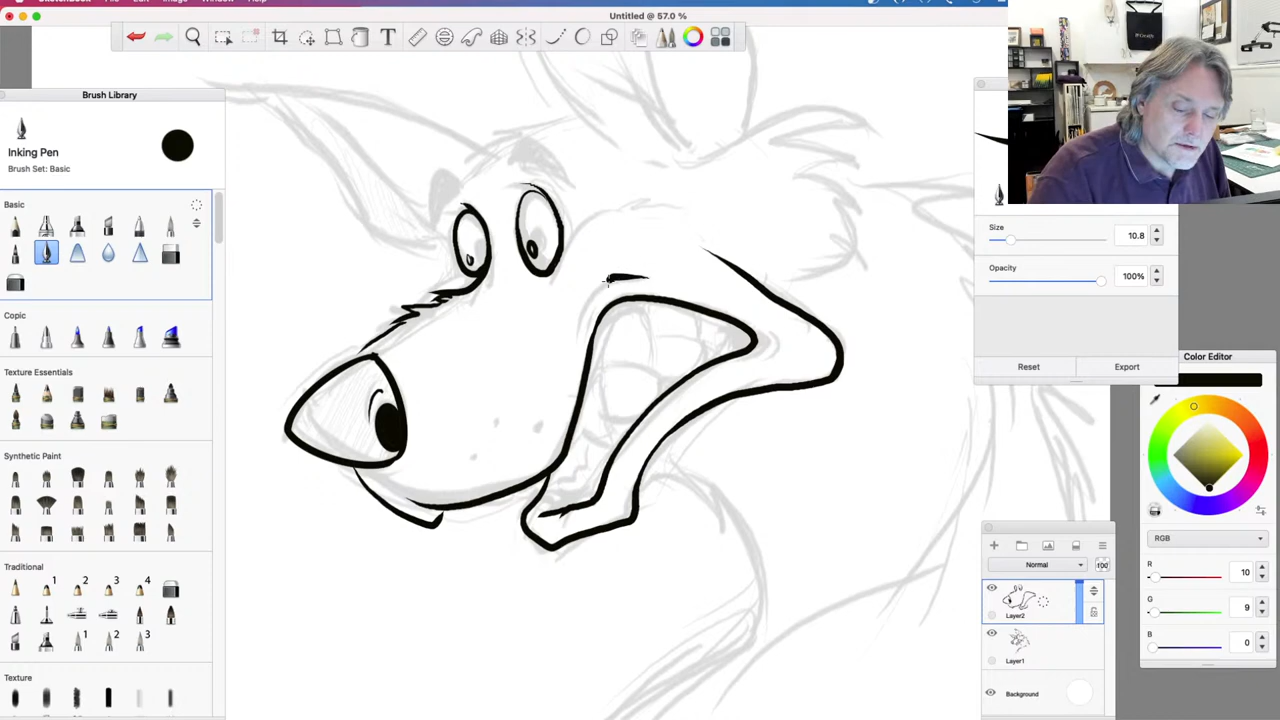 Untitled @ 57.0 %
T
Brush Library
Inking Pen
Brush Set: Basic
Basic
Copic
Texture Essentials
Synthetic Paint
Traditional
1
2
3
4
1
2
3
Texture
Size
10.8
Opacity
100%
Reset
Export
Color Editor
RGB
R
10
G
9
B
0
Normal
100
Layer2
Layer1
Background